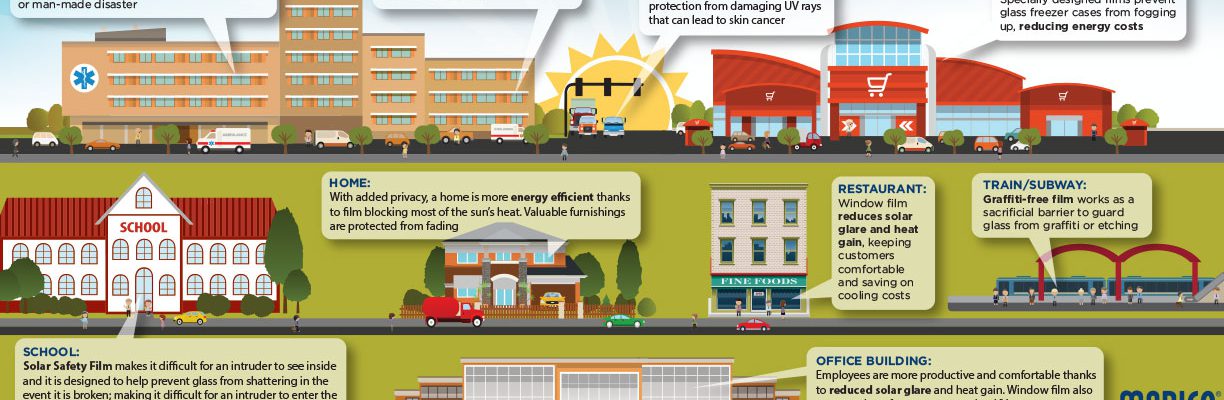 or man-made disaster
protection from damaging UV rays
that can lead to skin cancer
Specially designed films prevent
glass freezer cases from fogging
up, reducing energy costs
AMBULANCE
SCHOOL
HOME:
With added privacy, a home is more energy efficient thanks
to film blocking most of the sun's heat. Valuable furnishings
are protected from fading
FINE FOODS
RESTAURANT:
Window film
reduces solar
glare and heat
gain, keeping
customers
comfortable
and saving on
cooling costs
TRAIN/SUBWAY:
Graffiti-free film works as a
sacrificial barrier to guard
glass from graffiti or etching
SCHOOL:
Solar Safety Film makes it difficult for an intruder to see inside
and it is designed to help prevent glass from shattering in the
event it is broken; making it difficult for an intruder to enter the
OFFICE BUILDING:
Employees are more productive and comfortable thanks
to reduced solar glare and heat gain. Window film also